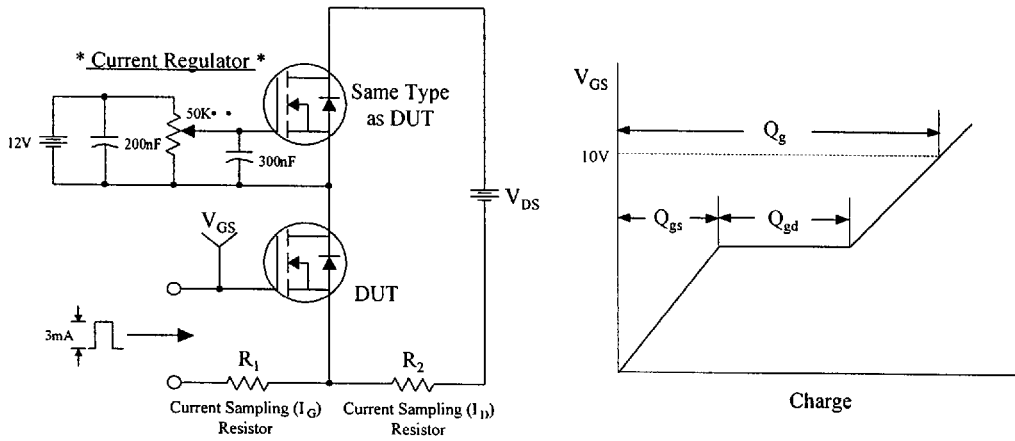 * Current Regulator *
Same Type
as DUT
50K
12V
200nF
300nF
V_DS
V_GS
DUT
3mA
R_1
R_2
Current Sampling (I_G)
Resistor
Current Sampling (I_D)
Resistor
V_GS
Q_g
10V
Q_gs
Q_gd
Charge